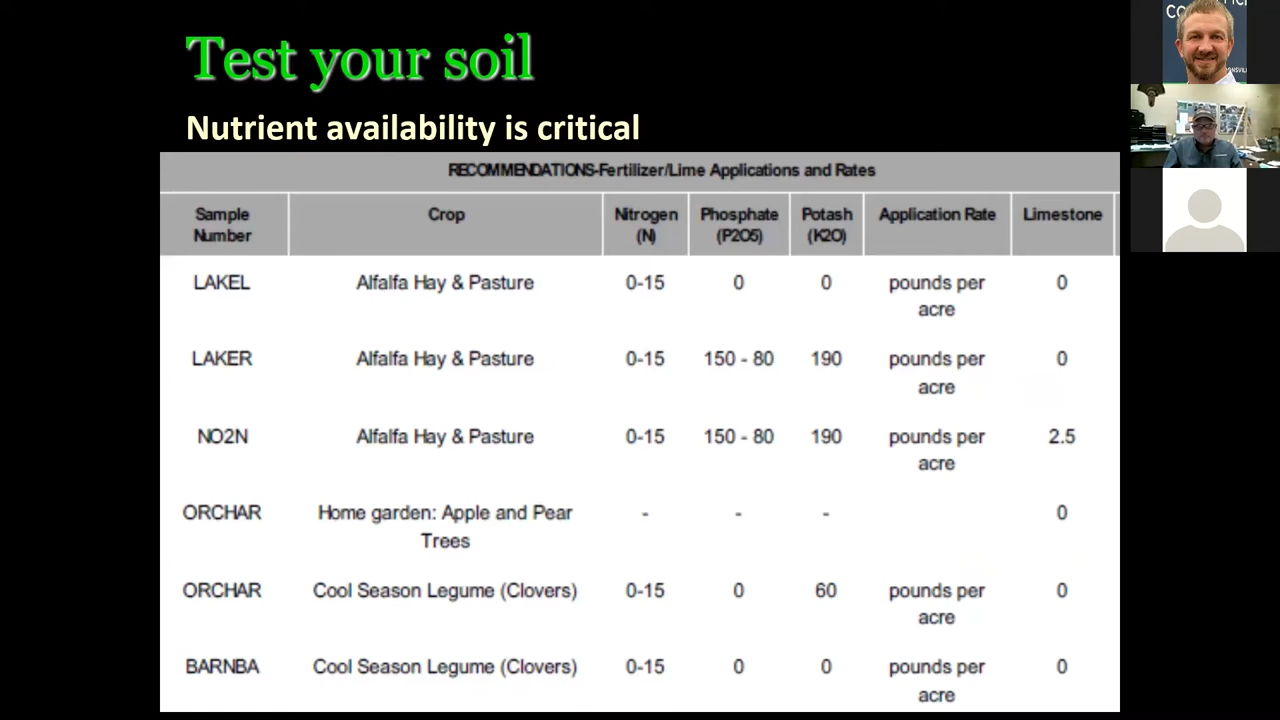 Test your soil
Nutrient availability is critical
RECOMMENDATIONS-Fertilizer/Lime Applications and Rates
Sample Number Crop Nitrogen (N) Phosphate (P2O5) Potash (K2O) Application Rate Limestone
LAKEL Alfalfa Hay & Pasture 0-15 0 0 pounds per acre 0
LAKER Alfalfa Hay & Pasture 0-15 150 - 80 190 pounds per acre 0
NO2N Alfalfa Hay & Pasture 0-15 150 - 80 190 pounds per acre 2.5
ORCHAR Home garden: Apple and Pear Trees - - - 0
ORCHAR Cool Season Legume (Clovers) 0-15 0 60 pounds per acre 0
BARNBA Cool Season Legume (Clovers) 0-15 0 0 pounds per acre 0